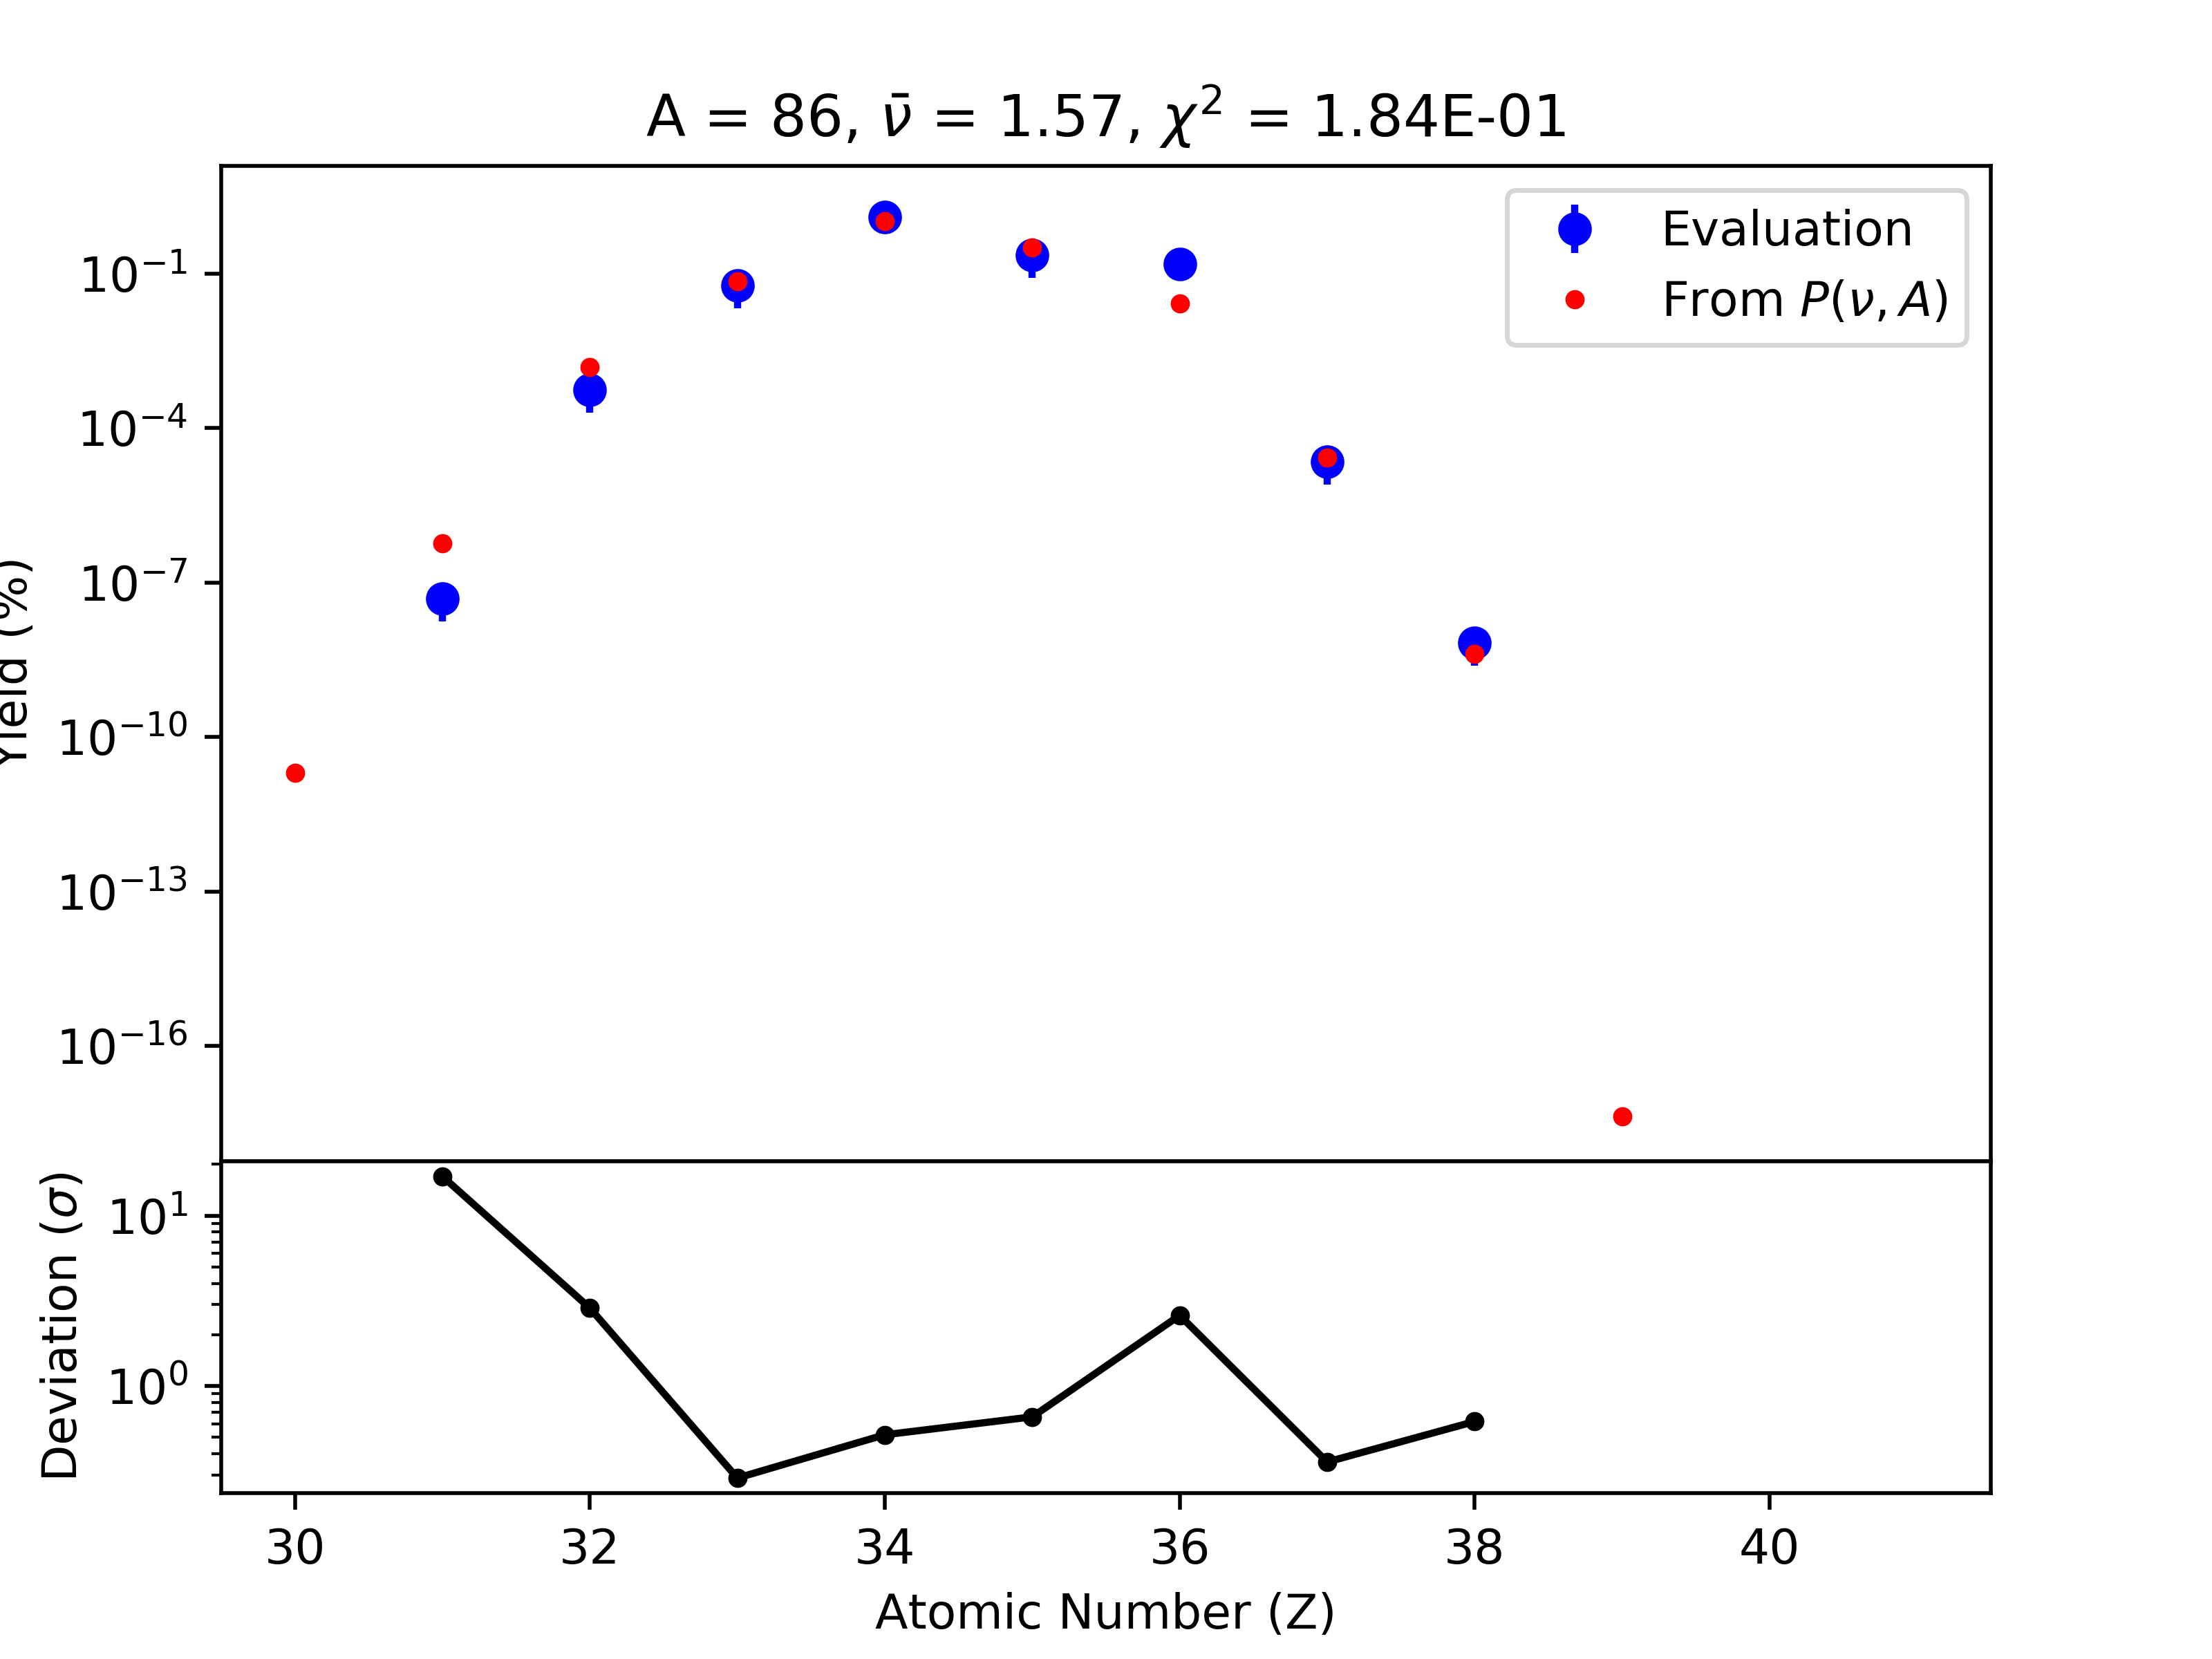 A = 86, ν̄ = 1.57, χ² = 1.84E-01
Evaluation
From P(ν, A)
Yield (%)
10⁻¹
10⁻⁴
10⁻⁷
10⁻¹⁰
10⁻¹³
10⁻¹⁶
Deviation (σ)
10¹
10⁰
30 32 34 36 38 40
Atomic Number (Z)